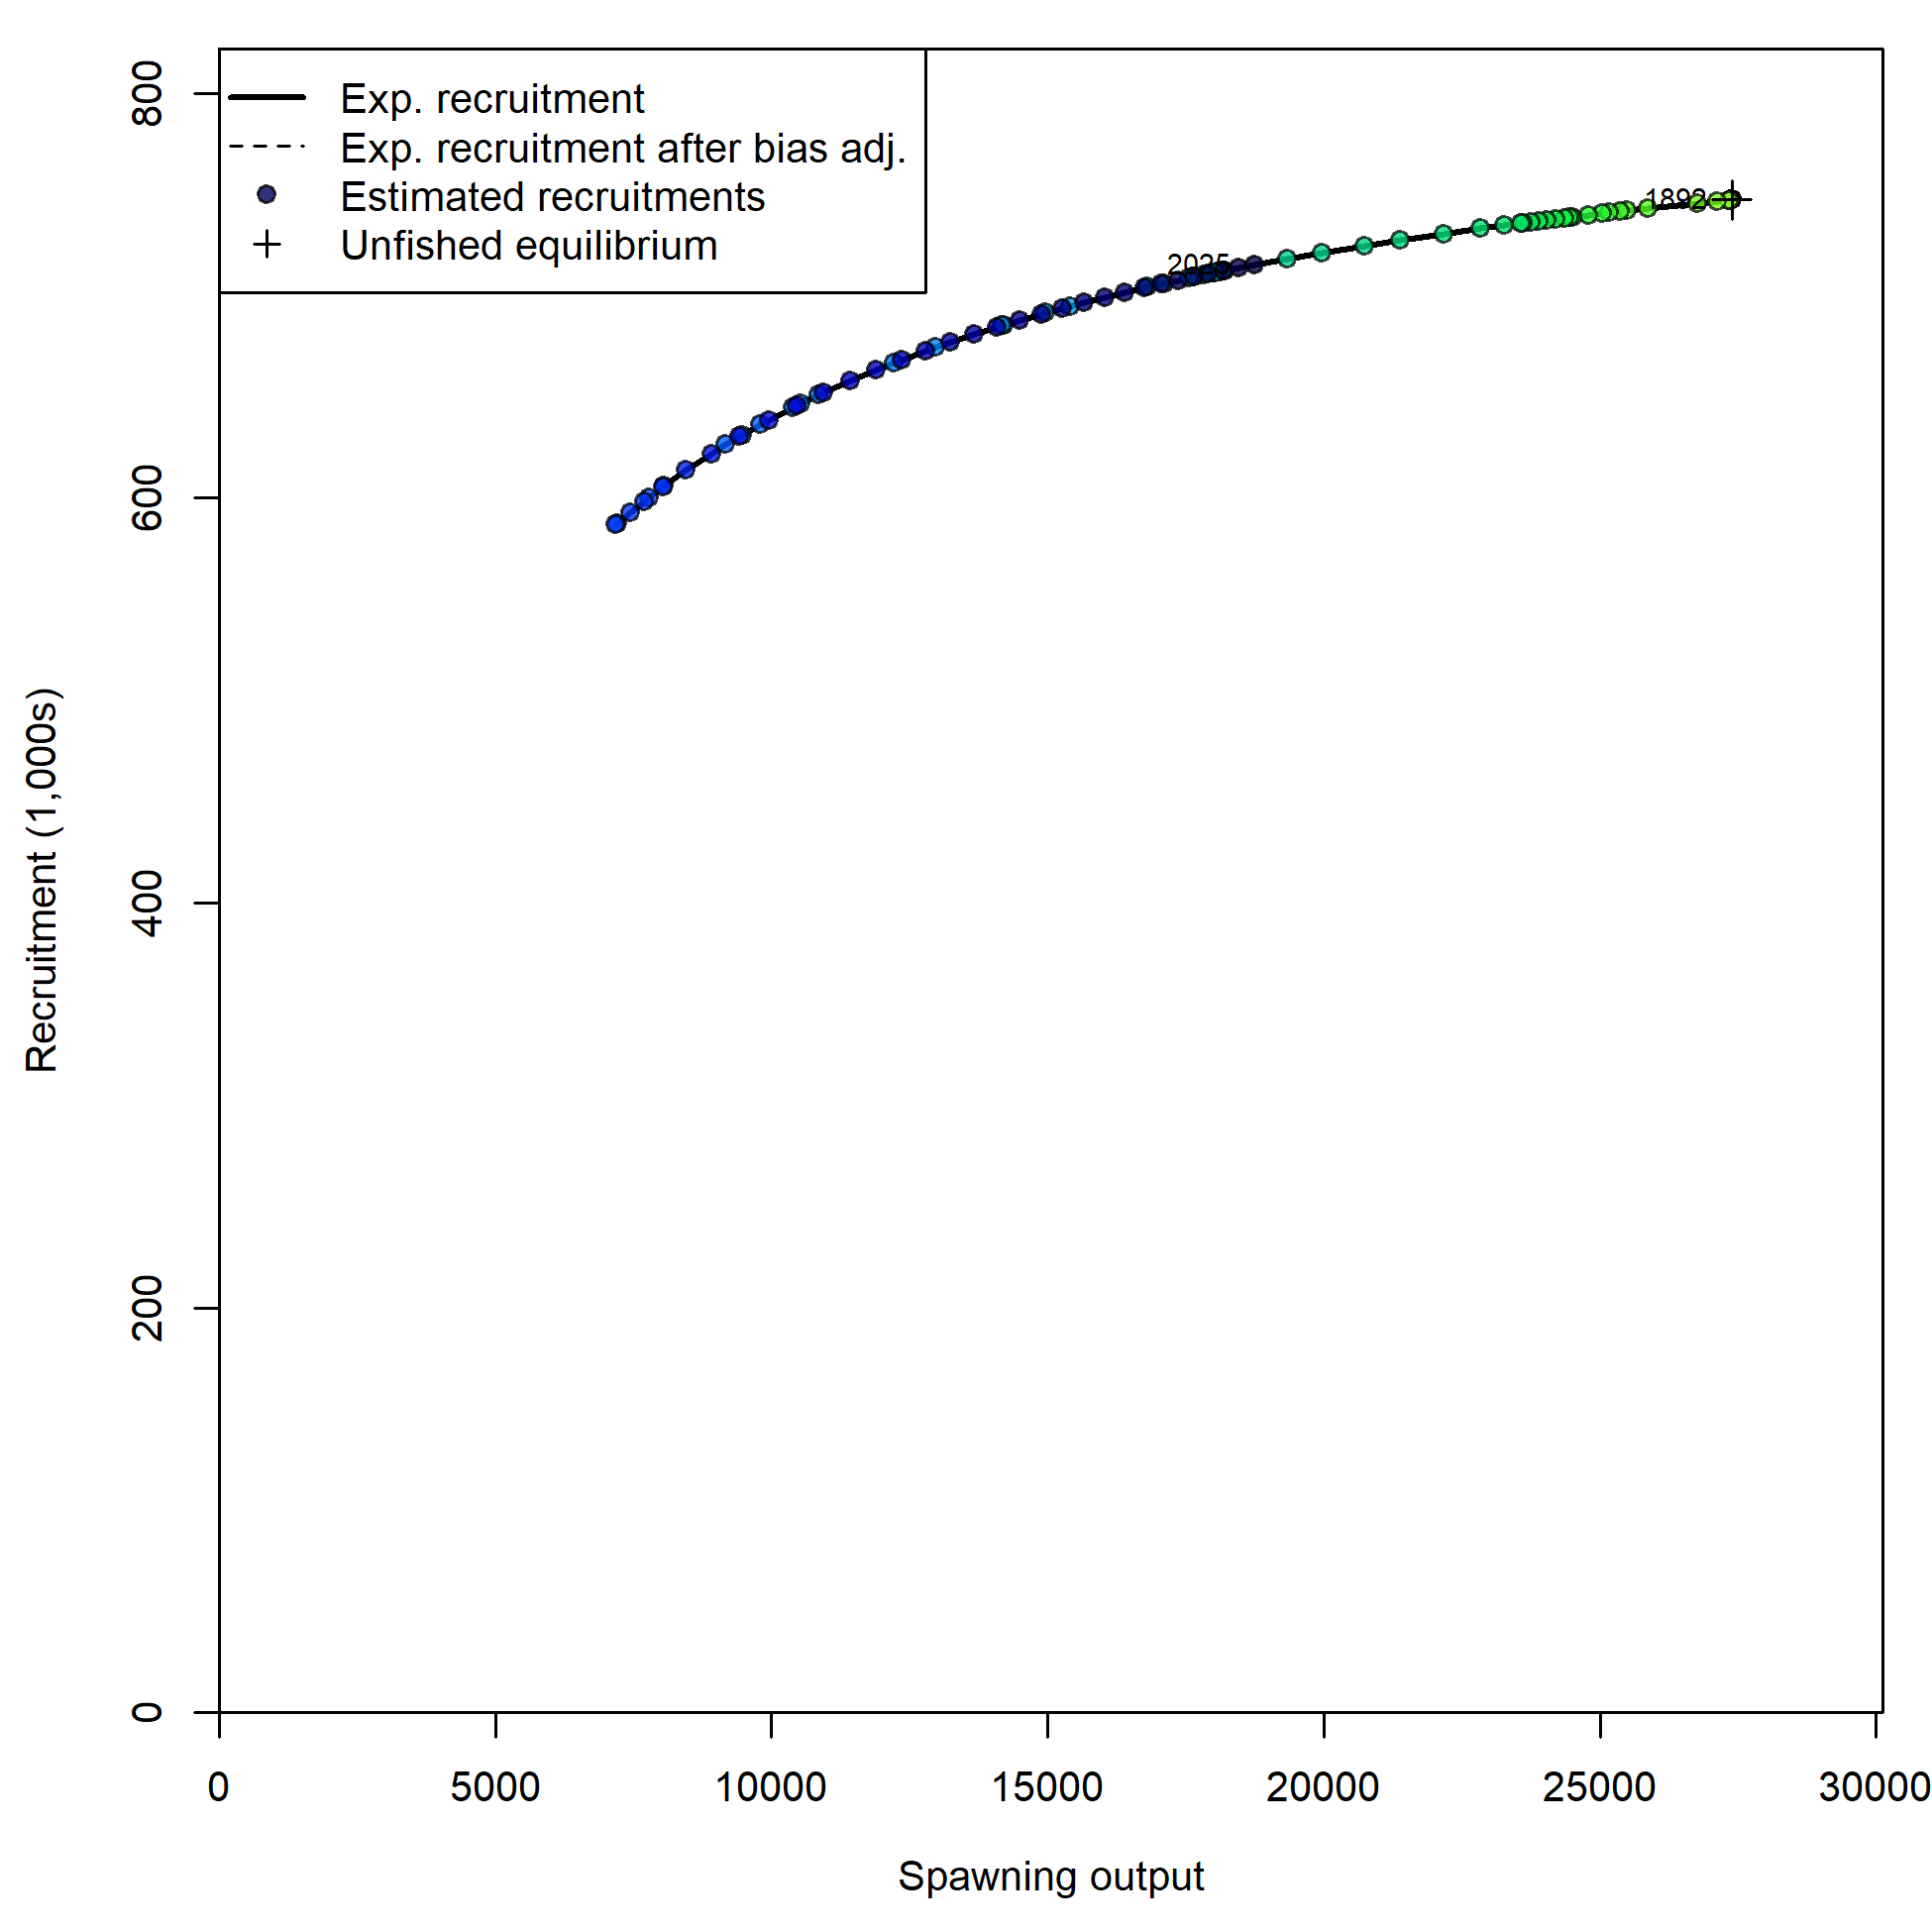 Exp. recruitment
Exp. recruitment after bias adj.
Estimated recruitments
Unfished equilibrium
1892
2025
800
600
400
200
0
Recruitment (1,000s)
0 5000 10000 15000 20000 25000 30000
Spawning output